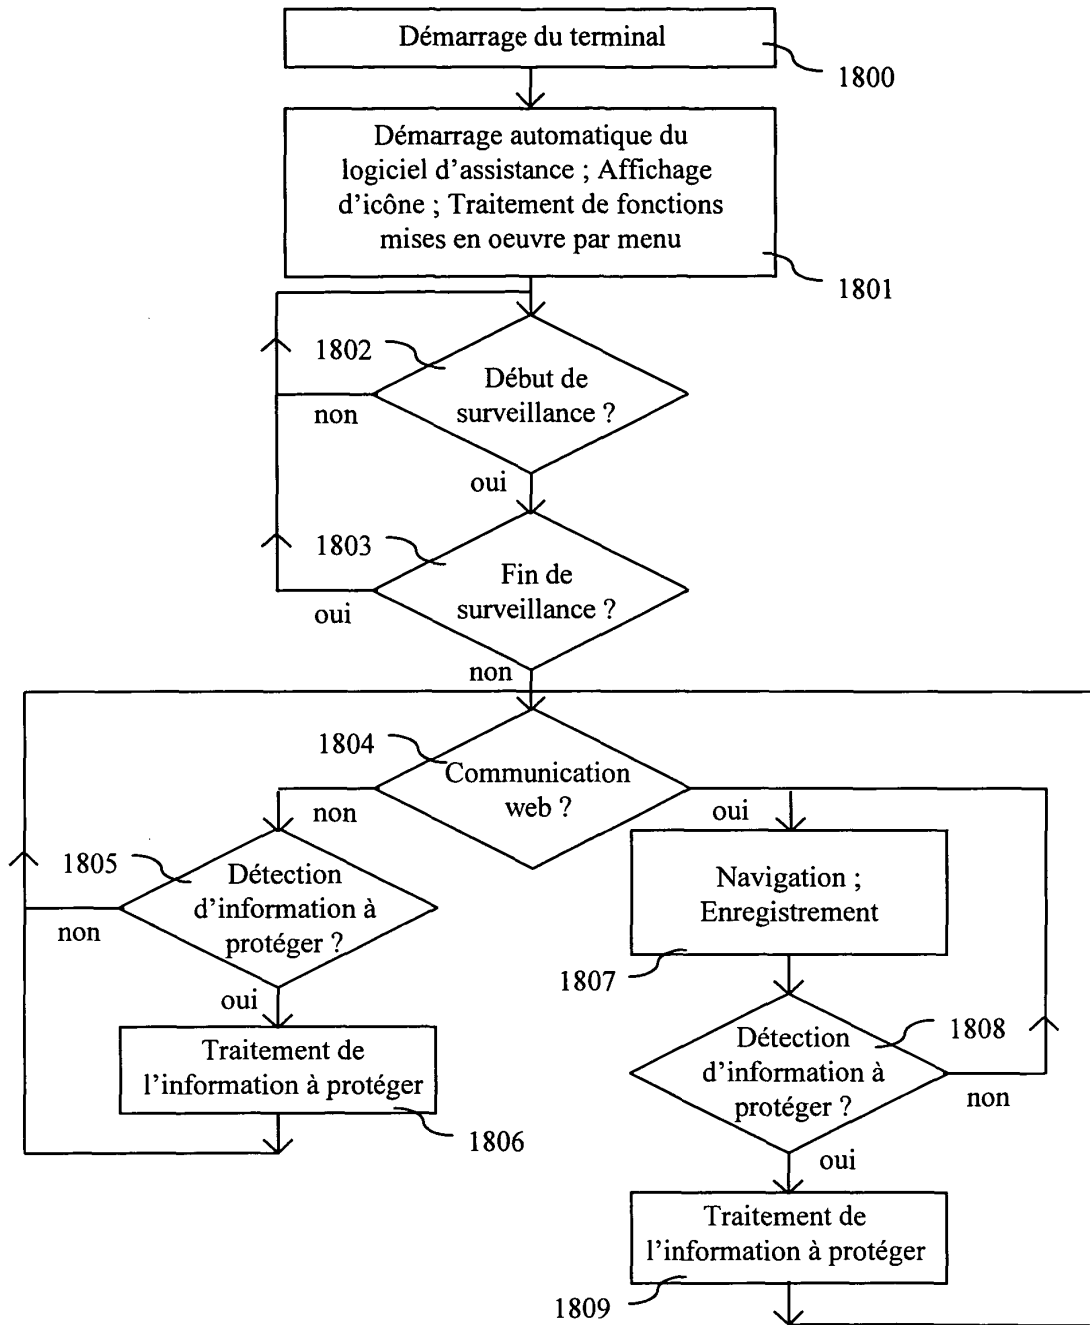 Démarrage du terminal
1800
Démarrage automatique du
logiciel d'assistance ; Affichage
d'icône ; Traitement de fonctions
mises en oeuvre par menu
1801
1802
Début de
surveillance ?
non
oui
1803
Fin de
surveillance ?
oui
non
1804
Communication
web ?
non
oui
1805
Détection
d'information à
protéger ?
non
oui
Navigation ;
Enregistrement
1807
Traitement de
l'information à protéger
1806
1808
Détection
d'information à
protéger ?
non
oui
Traitement de
l'information à protéger
1809